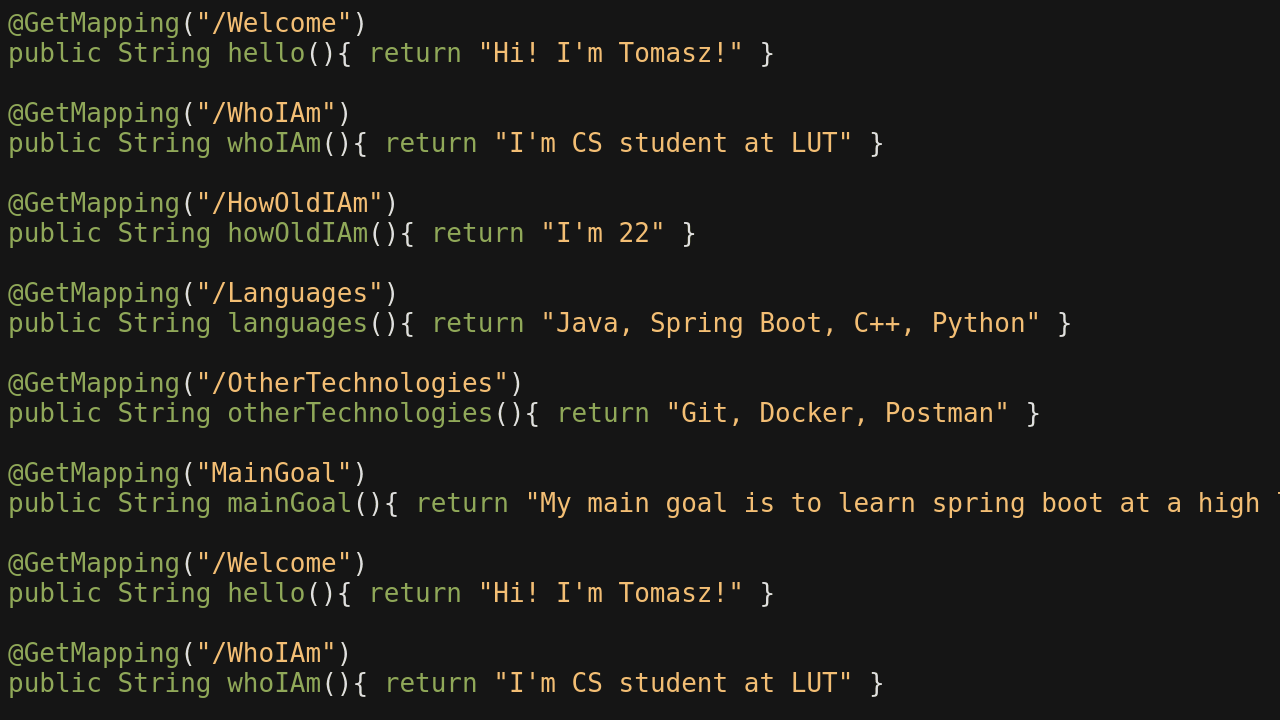 @GetMapping("/Welcome")
public String hello(){ return "Hi! I'm Tomasz!" }
@GetMapping("/WhoIAm")
public String whoIAm(){ return "I'm CS student at LUT" }
@GetMapping("/HowOldIAm")
public String howOldIAm(){ return "I'm 22" }
@GetMapping("/Languages")
public String languages(){ return "Java, Spring Boot, C++, Python" }
@GetMapping("/OtherTechnologies")
public String otherTechnologies(){ return "Git, Docker, Postman" }
@GetMapping("MainGoal")
public String mainGoal(){ return "My main goal is to learn spring boot at a high
@GetMapping("/Welcome")
public String hello(){ return "Hi! I'm Tomasz!" }
@GetMapping("/WhoIAm")
public String whoIAm(){ return "I'm CS student at LUT" }